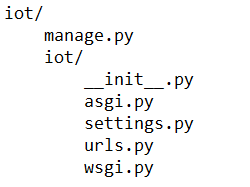 iot/
    manage.py
    iot/
        __init__.py
        asgi.py
        settings.py
        urls.py
        wsgi.py